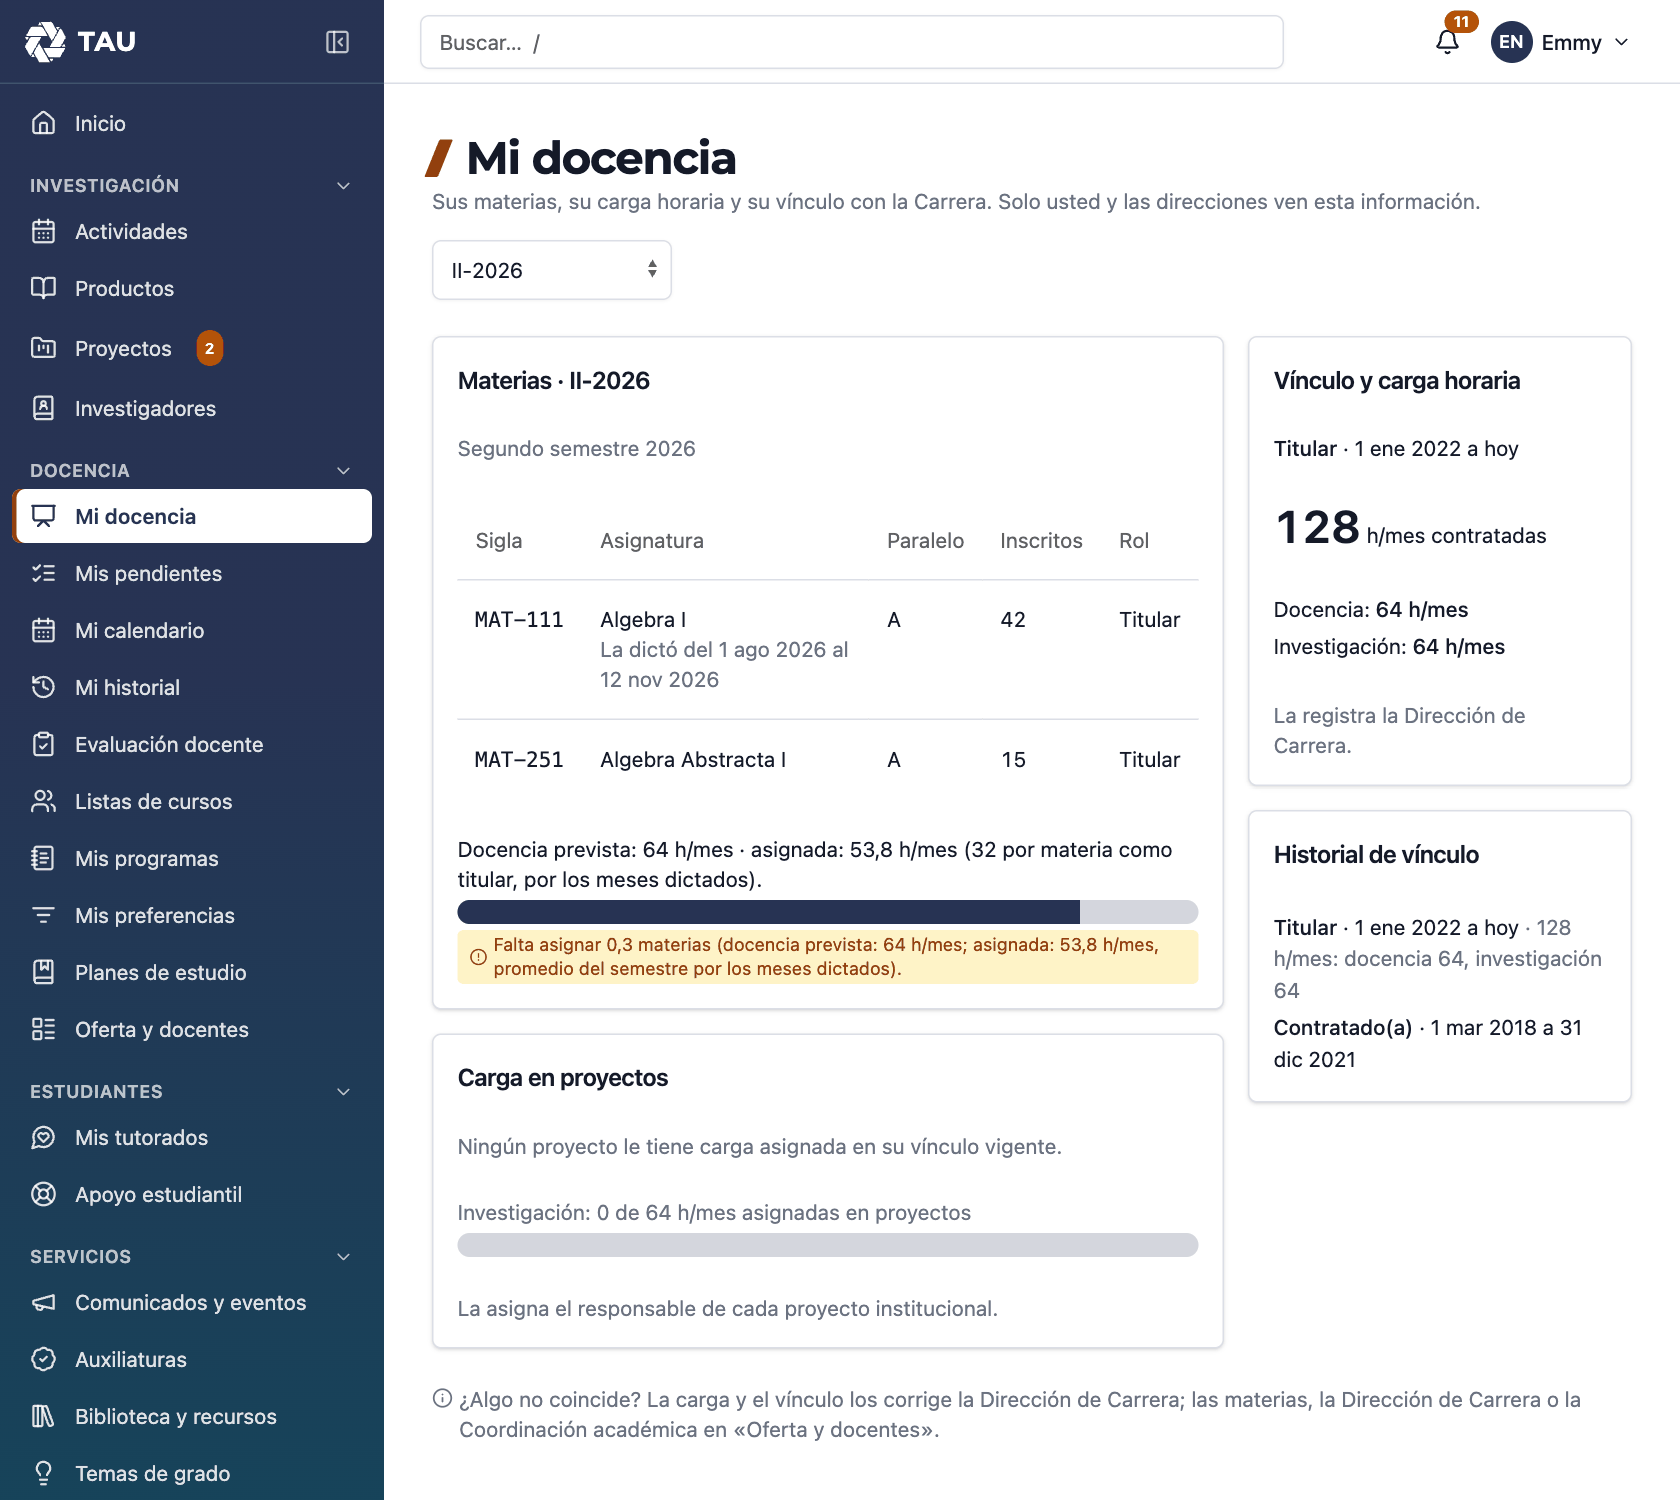 TAU
Buscar... /
11
EN Emmy
Inicio
INVESTIGACIÓN
Actividades
Productos
Proyectos 2
Investigadores
DOCENCIA
Mi docencia
Mis pendientes
Mi calendario
Mi historial
Evaluación docente
Listas de cursos
Mis programas
Mis preferencias
Planes de estudio
Oferta y docentes
ESTUDIANTES
Mis tutorados
Apoyo estudiantil
SERVICIOS
Comunicados y eventos
Auxiliaturas
Biblioteca y recursos
Temas de grado
Mi docencia
Sus materias, su carga horaria y su vínculo con la Carrera. Solo usted y las direcciones ven esta información.
II-2026
Materias · II-2026
Segundo semestre 2026
Sigla Asignatura Paralelo Inscritos Rol
MAT-111 Algebra I A 42 Titular
La dictó del 1 ago 2026 al
12 nov 2026
MAT-251 Algebra Abstracta I A 15 Titular
Docencia prevista: 64 h/mes · asignada: 53,8 h/mes (32 por materia como
titular, por los meses dictados).
Falta asignar 0,3 materias (docencia prevista: 64 h/mes; asignada: 53,8 h/mes,
promedio del semestre por los meses dictados).
Carga en proyectos
Ningún proyecto le tiene carga asignada en su vínculo vigente.
Investigación: 0 de 64 h/mes asignadas en proyectos
La asigna el responsable de cada proyecto institucional.
Vínculo y carga horaria
Titular · 1 ene 2022 a hoy
128 h/mes contratadas
Docencia: 64 h/mes
Investigación: 64 h/mes
La registra la Dirección de
Carrera.
Historial de vínculo
Titular · 1 ene 2022 a hoy · 128
h/mes: docencia 64, investigación
64
Contratado(a) · 1 mar 2018 a 31
dic 2021
¿Algo no coincide? La carga y el vínculo los corrige la Dirección de Carrera; las materias, la Dirección de Carrera o la
Coordinación académica en «Oferta y docentes».